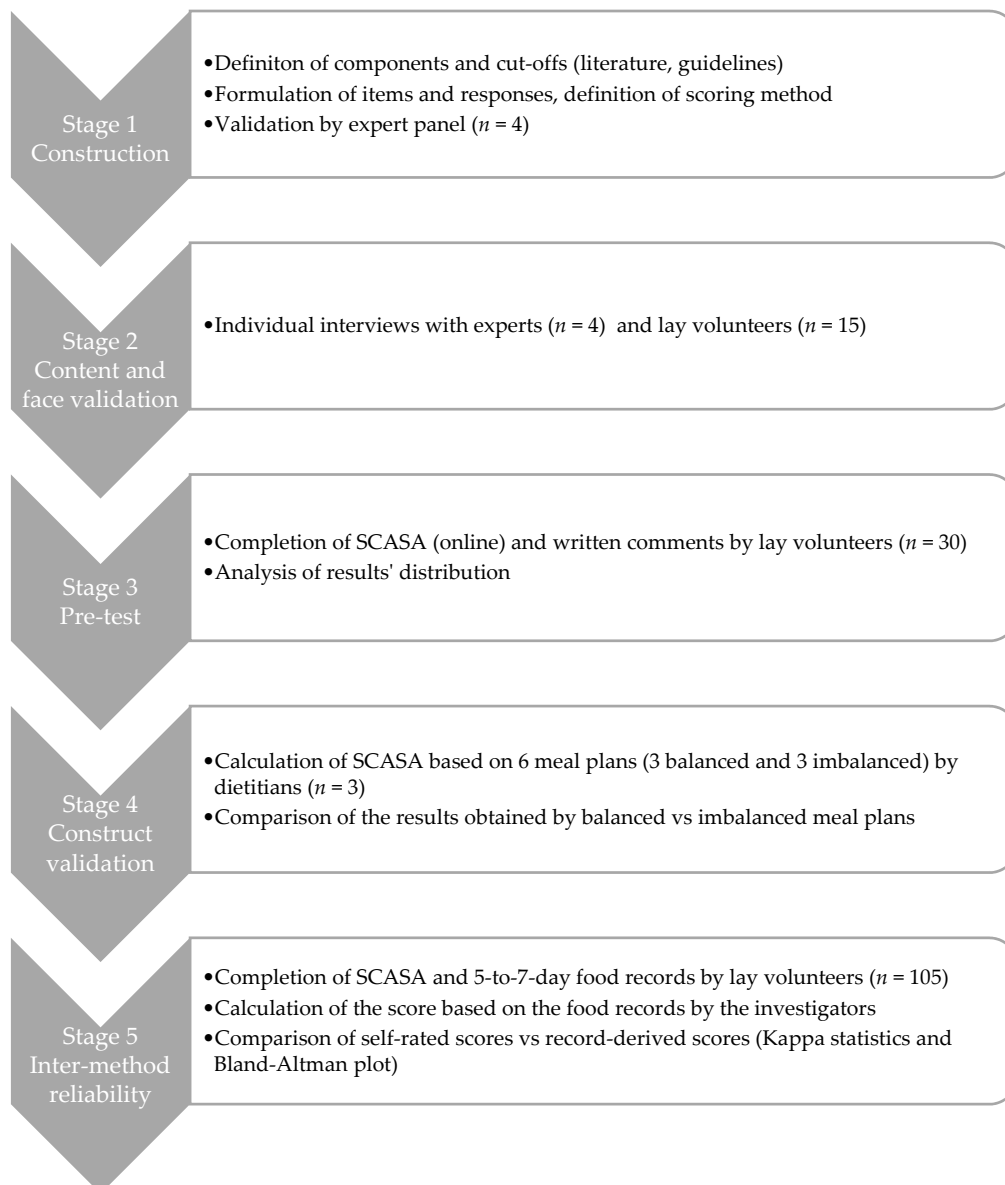 Stage 1
Construction
•Definiton of components and cut-offs (literature, guidelines)
•Formulation of items and responses, definition of scoring method
•Validation by expert panel (n = 4)
Stage 2
Content and
face validation
•Individual interviews with experts (n = 4) and lay volunteers (n = 15)
Stage 3
Pre-test
•Completion of SCASA (online) and written comments by lay volunteers (n = 30)
•Analysis of results' distribution
Stage 4
Construct
validation
•Calculation of SCASA based on 6 meal plans (3 balanced and 3 imbalanced) by
dietitians (n = 3)
•Comparison of the results obtained by balanced vs imbalanced meal plans
Stage 5
Inter-method
reliability
•Completion of SCASA and 5-to-7-day food records by lay volunteers (n = 105)
•Calculation of the score based on the food records by the investigators
•Comparison of self-rated scores vs record-derived scores (Kappa statistics and
Bland-Altman plot)